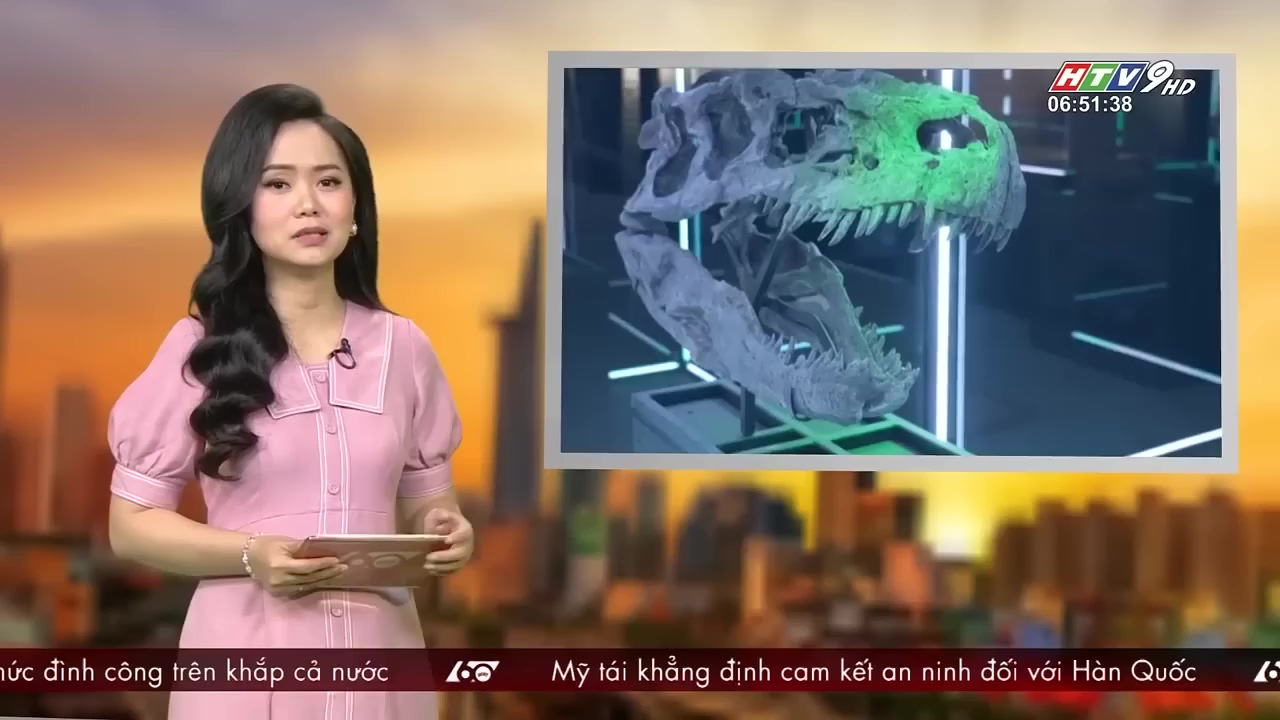 HTV9 HD
06:51:38
ức đình công trên khắp cả nước 60 Mỹ tái khẳng định cam kết an ninh đối với Hàn Quốc